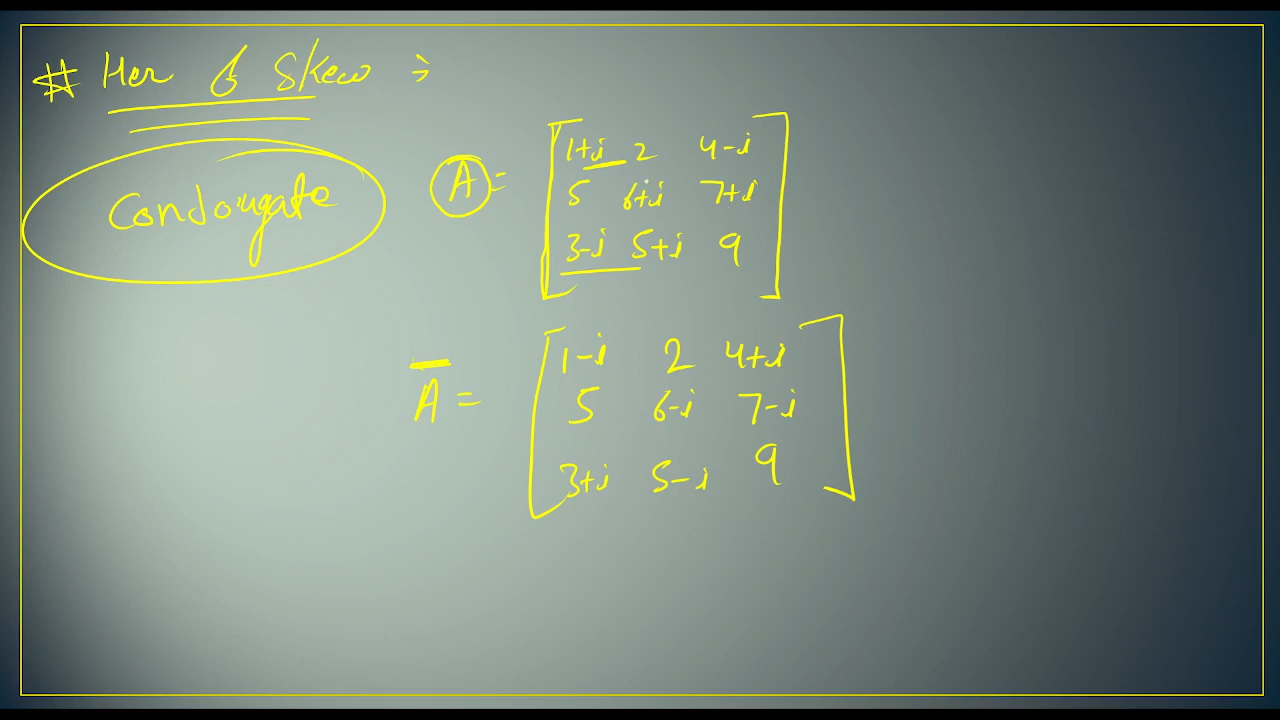 # Her & Skew :-
Condougate
A = [1+i 2 4-i
5 6+i 7+i
3-i 5+i 9]
A̅ = [1-i 2 4+i
5 6-i 7-i
3+i 5-i 9]